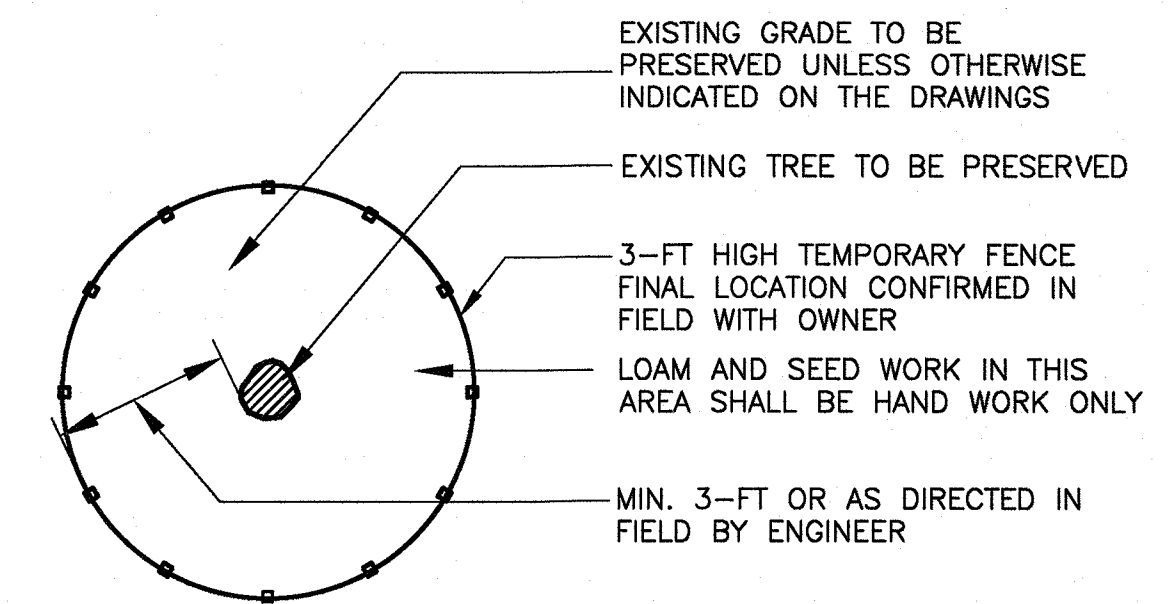 EXISTING GRADE TO BE
PRESERVED UNLESS OTHERWISE
INDICATED ON THE DRAWINGS
EXISTING TREE TO BE PRESERVED
3-FT HIGH TEMPORARY FENCE
FINAL LOCATION CONFIRMED IN
FIELD WITH OWNER
LOAM AND SEED WORK IN THIS
AREA SHALL BE HAND WORK ONLY
MIN. 3-FT OR AS DIRECTED IN
FIELD BY ENGINEER